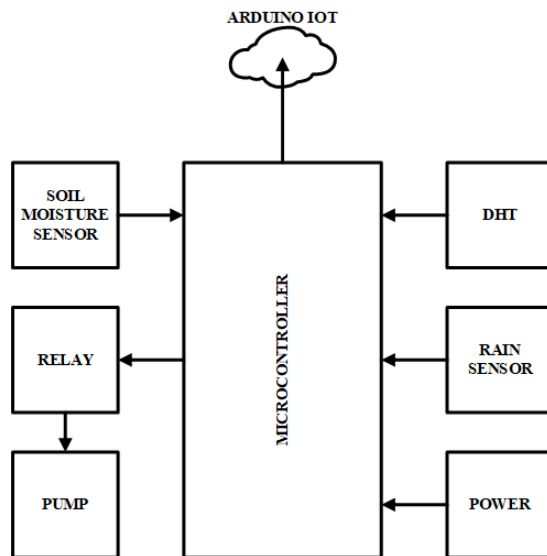 ARDUINO IOT
SOIL
MOISTURE
SENSOR
DHT
MICROCONTROLLER
RELAY
RAIN
SENSOR
PUMP
POWER